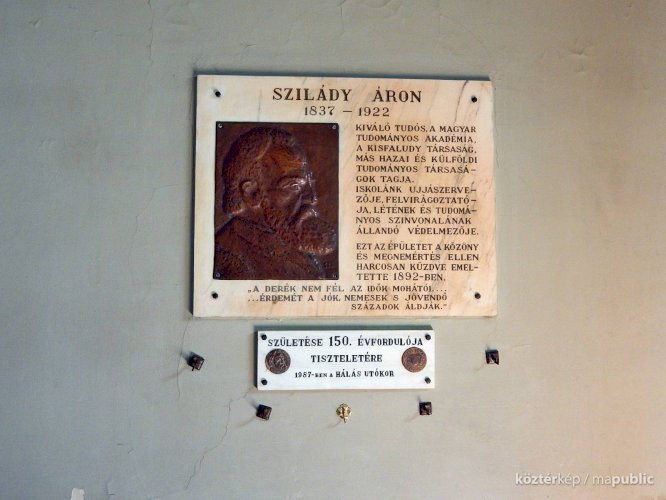 SZILÁDY ÁRON
1837 – 1922
KIVÁLÓ TUDÓS, A MAGYAR
TUDOMÁNYOS AKADÉMIA,
A KISFALUDY TÁRSASÁG,
MÁS HAZAI ÉS KÜLFÖLDI
TUDOMÁNYOS TÁRSASÁ-
GOK TAGJA.
ISKOLÁNK UJJÁSZERVE-
ZŐJE, FELVIRÁGOZTATÓ-
JA, LÉTÉNEK ÉS TUDOMÁ-
NYOS SZINVONALÁNAK
ÁLLANDÓ VÉDELMEZŐJE.
EZT AZ ÉPÜLETET A KÖZÖNY
ÉS MEGNEMÉRTÉS ELLEN
HARCOSAN KÜZDVE EMEL-
TETTE 1892-BEN.
„A DERÉK NEM FÉL AZ IDŐK MOHÁTÓL...
...ÉRDEMÉT A JÓK, NEMESEK S JÖVENDŐ
SZÁZADOK ÁLDJÁK."
SZÜLETÉSE 150. ÉVFORDULÓJA
TISZTELETÉRE
1987-BEN A HÁLÁS UTÓKOR
köztérkép / mapublic